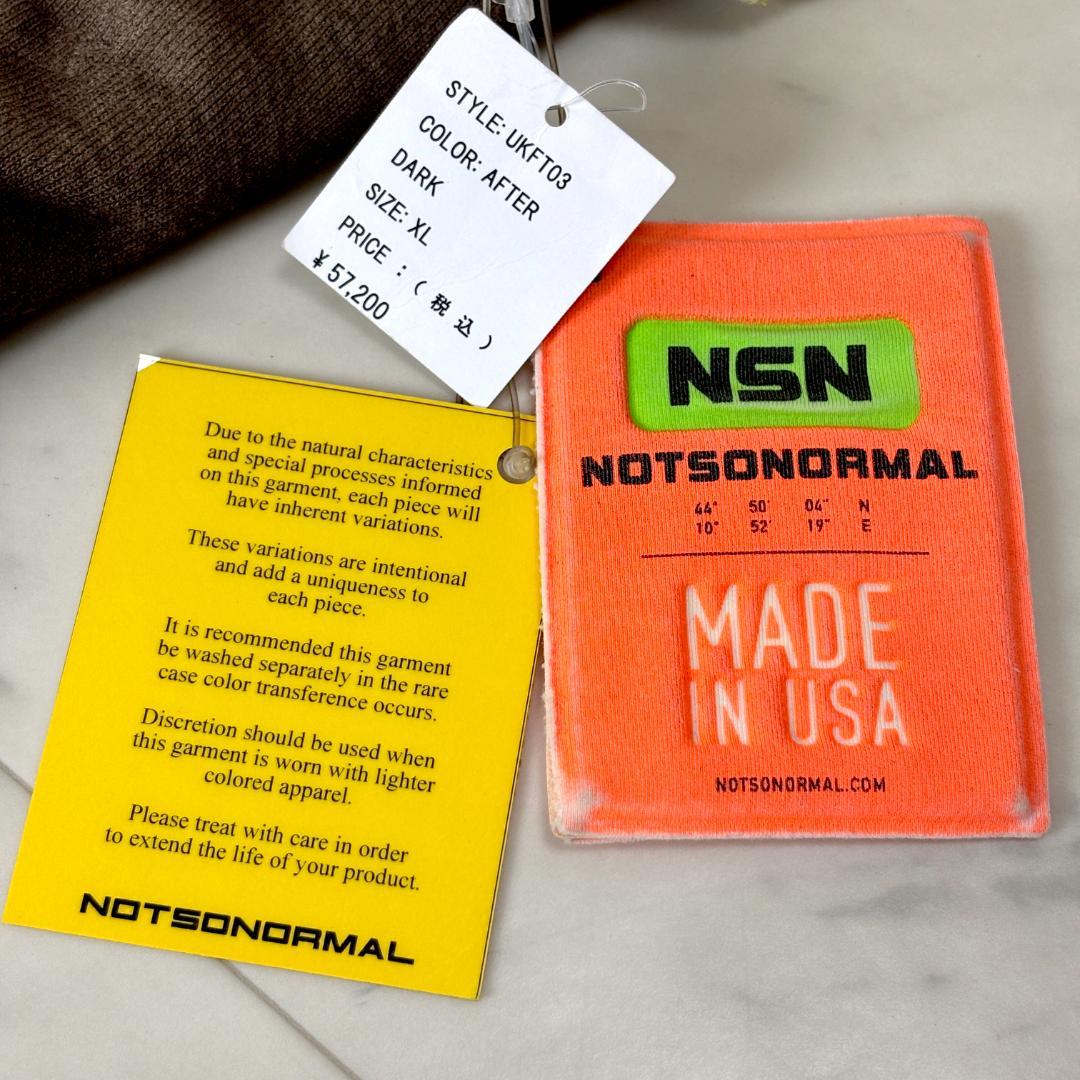 STYLE: UKFT03
COLOR: AFTER
DARK
SIZE: XL
PRICE : ( 税 込 )
¥ 57,200
Due to the natural characteristics
and special processes informed
on this garment, each piece will
have inherent variations.
These variations are intentional
and add a uniqueness to
each piece.
It is recommended this garment
be washed separately in the rare
case color transference occurs.
Discretion should be used when
this garment is worn with lighter
colored apparel.
Please treat with care in order
to extend the life of your product.
NOTSONORMAL
NSN
NOTSONORMAL
44° 50' 04" N
10° 52' 19" E
MADE
IN USA
NOTSONORMAL.COM